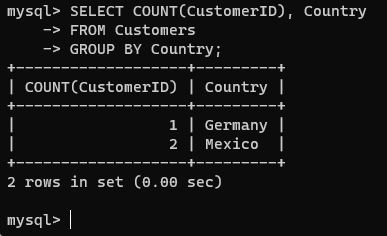 mysql> SELECT COUNT(CustomerID), Country
    -> FROM Customers
    -> GROUP BY Country;
+-------------------+---------+
| COUNT(CustomerID) | Country |
+-------------------+---------+
|                 1 | Germany |
|                 2 | Mexico  |
+-------------------+---------+
2 rows in set (0.00 sec)

mysql>